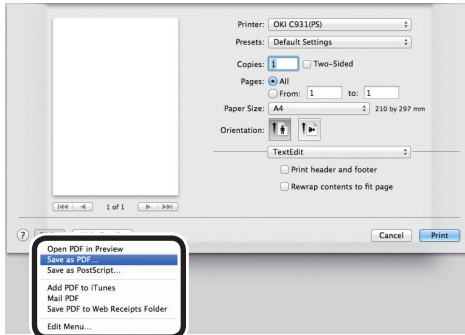 Printer: OKI C931(PS)
Presets: Default Settings
Copies: 1 Two-Sided
Pages: All
From: 1 to: 1
Paper Size: A4 210 by 297 mm
Orientation:
TextEdit
Print header and footer
Rewrap contents to fit page
1 of 1
? Cancel Print
Open PDF in Preview
Save as PDF...
Save as PostScript...
Add PDF to iTunes
Mail PDF
Save PDF to Web Receipts Folder
Edit Menu...